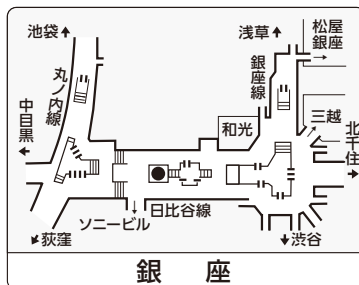 池袋
浅草
松屋
銀座
丸ノ内線
銀座線
三越
中目黒
和光
北千住
日比谷線
ソニービル
荻窪
渋谷
銀 座